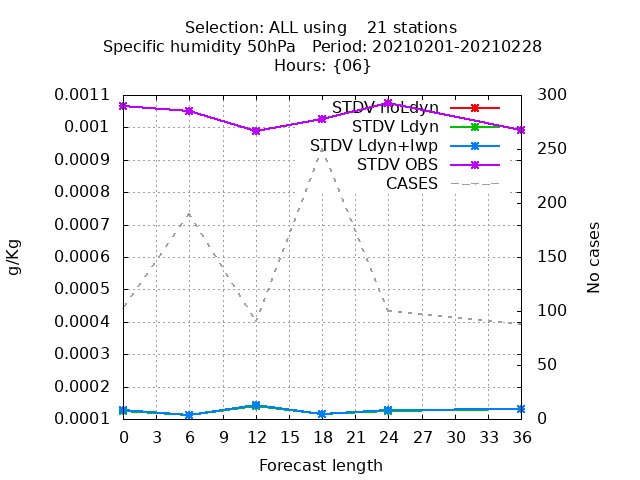 Selection: ALL using    21 stations
Specific humidity 50hPa   Period: 20210201-20210228
Hours: {06}
0.0011
0.001
0.0009
0.0008
0.0007
0.0006
0.0005
0.0004
0.0003
0.0002
0.0001
g/Kg
STDV noLdyn
STDV Ldyn
STDV Ldyn+lwp
STDV OBS
CASES
300
250
200
150
100
50
0
No cases
0 3 6 9 12 15 18 21 24 27 30 33 36
Forecast length